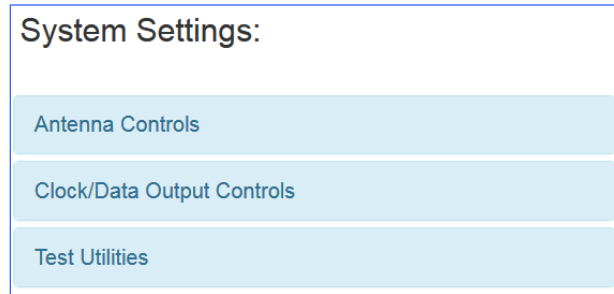 System Settings:
Antenna Controls
Clock/Data Output Controls
Test Utilities